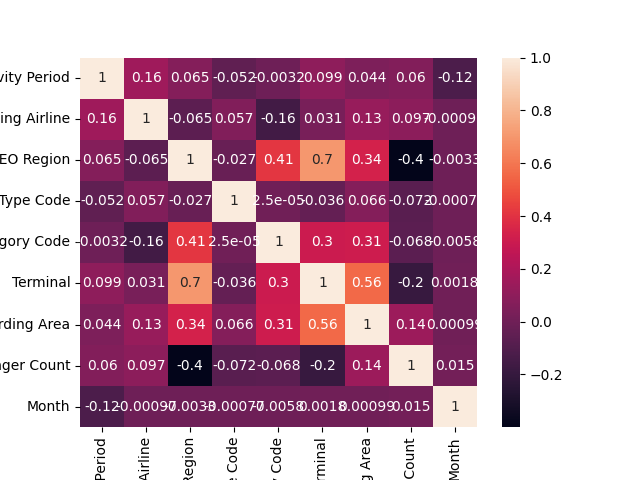 vity Period 1 0.16 0.065 -0.052 -0.0032 0.099 0.044 0.06 -0.12
ing Airline 0.16 1 -0.065 0.057 -0.16 0.031 0.13 0.097
EO Region 0.065 -0.065 1 -0.027 0.41 0.7 0.34 -0.4 -0.0033
Type Code -0.052 0.057 -0.027 1 2.5e-05 -0.036 0.066 -0.072
gory Code -0.0032 -0.16 0.41 2.5e-05 1 0.3 0.31 -0.068 -0.0058
Terminal 0.099 0.031 0.7 -0.036 0.3 1 0.56 -0.2 0.0018
rding Area 0.044 0.13 0.34 0.066 0.31 0.56 1 0.14 0.00099
ger Count 0.06 0.097 -0.4 -0.072 -0.068 -0.2 0.14 1 0.015
Month -0.12 -0.00097 -0.0033 -0.00077 -0.0058 0.0018 0.00099 0.015 1
Period
Airline
Region
e Code
y Code
rminal
g Area
Count
Month
1.0
0.8
0.6
0.4
0.2
0.0
−0.2